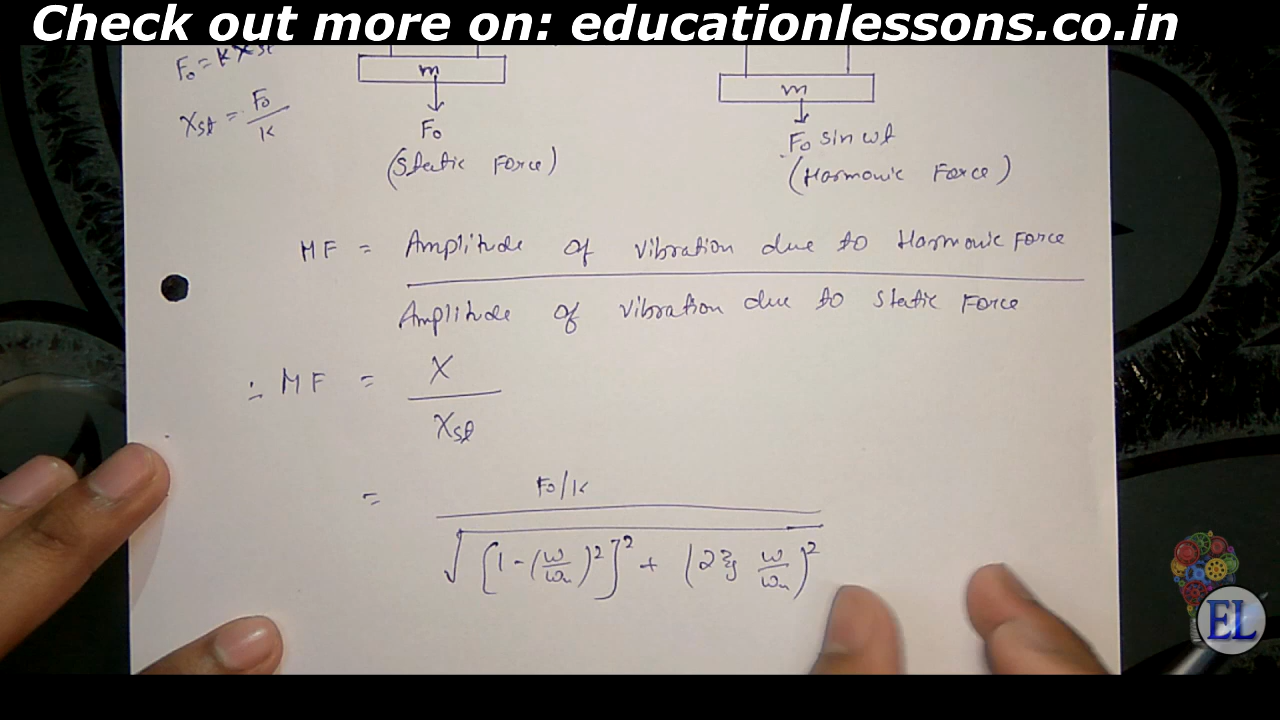 Check out more on: educationlessons.co.in
F₀ = K Xst
Xst = F₀/K
m
F₀
(Static Force)
m
F₀ sin ωt
(Harmonic Force)
MF = Amplitude of vibration due to Harmonic Force
Amplitude of vibration due to static Force
∴ MF = X
Xst
= F₀/K
√ [1 - (ω/ωn)²]² + (2ξ ω/ωn)²
EL